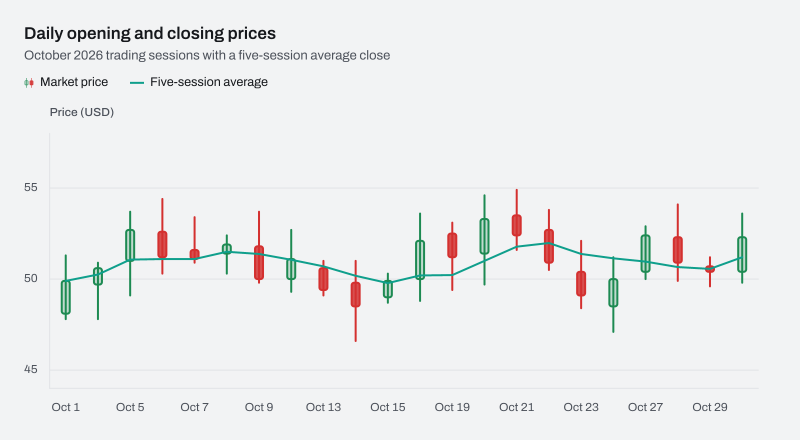 Daily opening and closing prices
October 2026 trading sessions with a five-session average close
Market price
Five-session average
Price (USD)
55
50
45
Oct 1
Oct 5
Oct 7
Oct 9
Oct 13
Oct 15
Oct 19
Oct 21
Oct 23
Oct 27
Oct 29